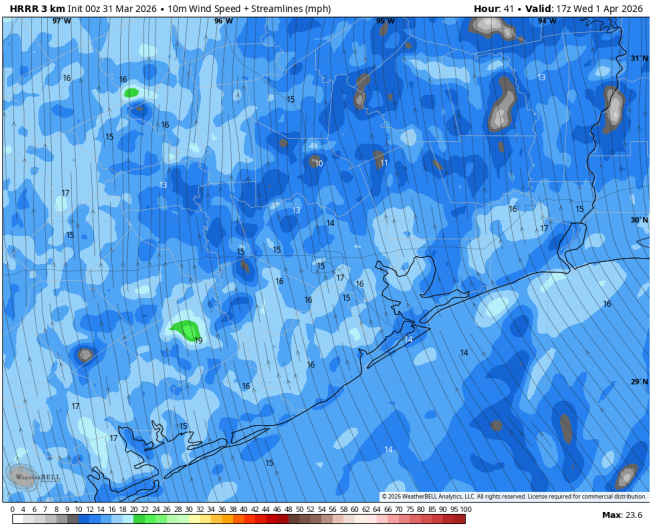 HRRR 3 km Init 00z 31 Mar 2026 • 10m Wind Speed + Streamlines (mph)
Hour: 41 • Valid: 17z Wed 1 Apr 2026
97°W 96°W 95°W 94°W
31°N
16 16 13
15
16
15
10 11
13
17
13 16 15
14 17 30°N
15
15 15
15
16 17 16
16 15 16
19 14
14
16
16 29°N
17
15
17
14
15
WeatherBELL
© 2026 WeatherBELL Analytics, LLC. All rights reserved. License required for commercial distribution.
0 4 6 8 9 10 12 14 16 18 20 22 24 26 28 30 32 34 36 38 40 42 44 46 48 50 52 54 56 58 60 62 64 66 68 70 75 80 85 90 95 100
Max: 23.6